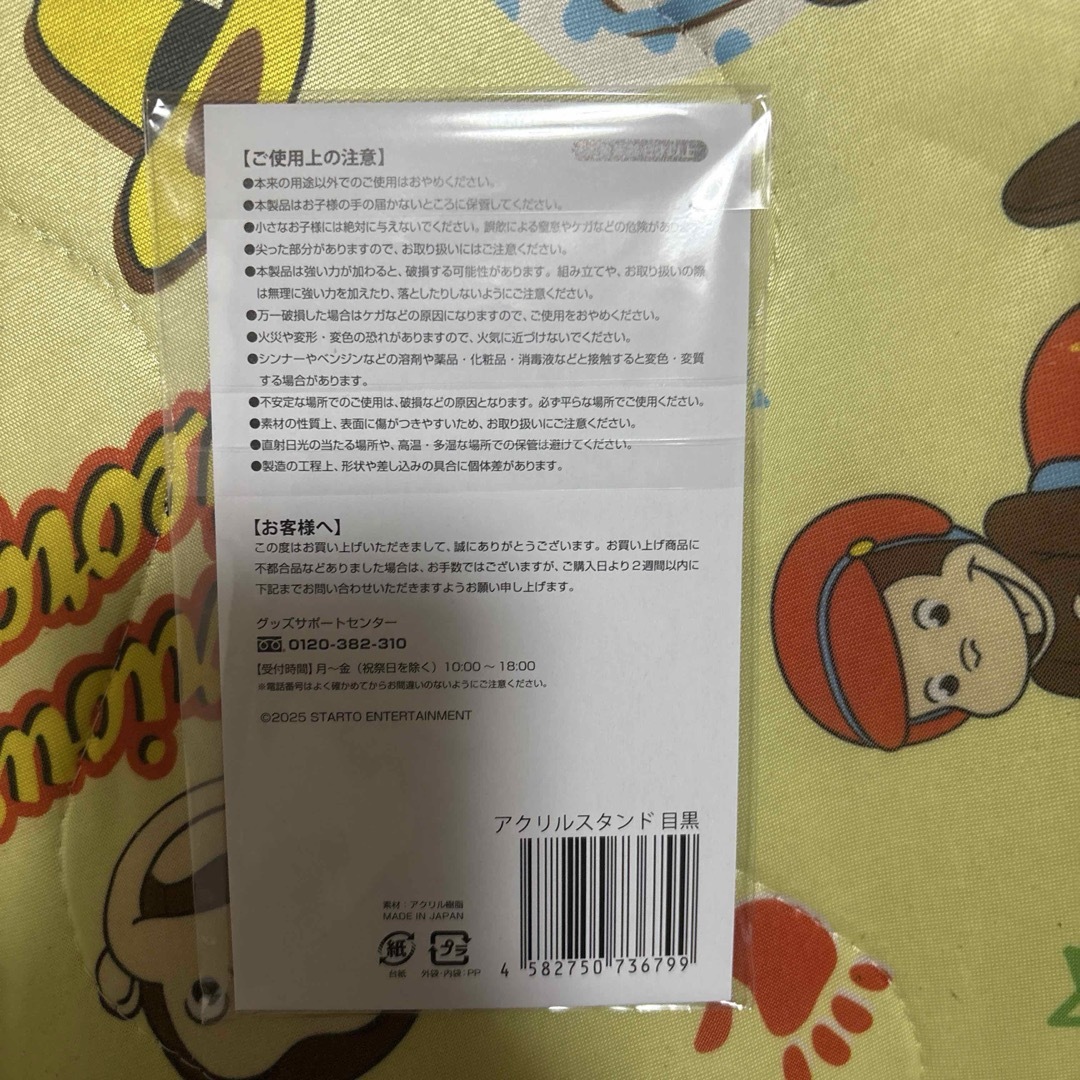 【ご使用上の注意】
●本来の用途以外でのご使用はおやめください。
●本製品はお子様の手の届かないところに保管してください。
●小さなお子様には絶対に与えないでください。誤飲による窒息やケガなどの危険があり
●尖った部分がありますので、お取り扱いにはご注意ください。
●本製品は強い力が加わると、破損する可能性があります。組み立てや、お取り扱いの際
は無理に強い力を加えたり、落としたりしないようにご注意ください。
●万一破損した場合はケガなどの原因になりますので、ご使用をおやめください。
●火災や変形・変色の恐れがありますので、火気に近づけないでください。
●シンナーやベンジンなどの溶剤や薬品・化粧品・消毒液などと接触すると変色・変質
する場合があります。
●不安定な場所でのご使用は、破損などの原因となります。必ず平らな場所でご使用ください。
●素材の性質上、表面に傷がつきやすいため、お取り扱いにご注意ください。
●直射日光の当たる場所や、高温・多湿な場所での保管は避けてください。
●製造の工程上、形状や差し込みの具合に個体差があります。
【お客様へ】
この度はお買い上げいただきまして、誠にありがとうございます。お買い上げ商品に
不都合品などありました場合は、お手数ではございますが、ご購入日より2週間以内に
下記までお問い合わせいただきますようお願い申し上げます。
グッズサポートセンター
0120-382-310
【受付時間】月～金（祝祭日を除く）10:00～18:00
※電話番号はよく確かめてからお間違いのないようにご注意ください。
©2025 STARTO ENTERTAINMENT
アクリルスタンド 目黒
素材：アクリル樹脂
MADE IN JAPAN
紙 プラ
台紙 外袋・内袋：PP
4 582750 736799